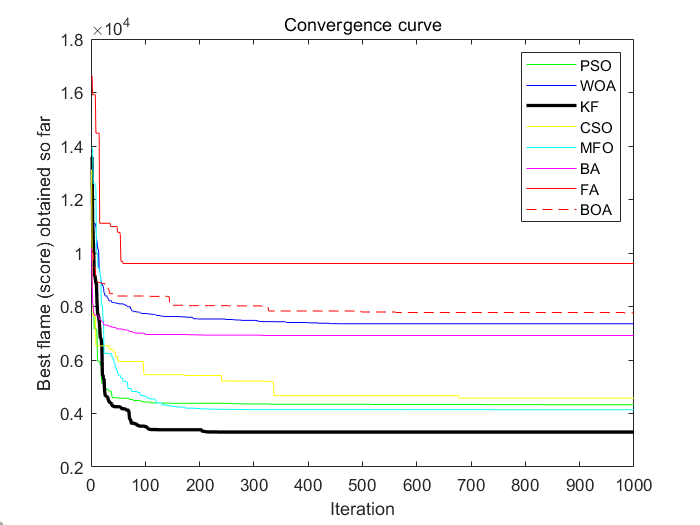 Convergence curve
×10⁴
Best flame (score) obtained so far
1.8
1.6
1.4
1.2
1
0.8
0.6
0.4
0.2
0 100 200 300 400 500 600 700 800 900 1000
Iteration
PSO
WOA
KF
CSO
MFO
BA
FA
BOA